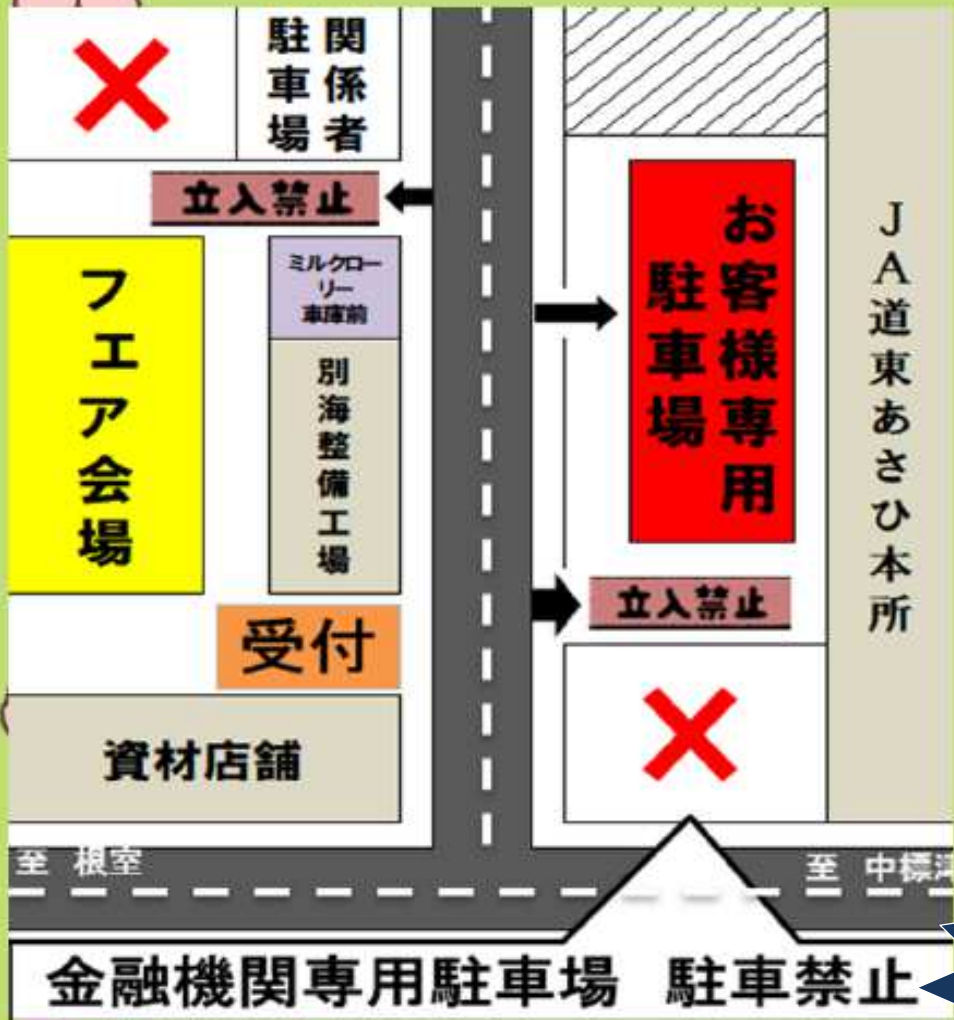 関係者
駐車場
立入禁止
フェア会場
ミルクロー
リー
車庫前
別海整備工場
受付
資材店舗
お客様専用
駐車場
立入禁止
JA道東あさひ本所
至 根室
至 中標津
金融機関専用駐車場 駐車禁止